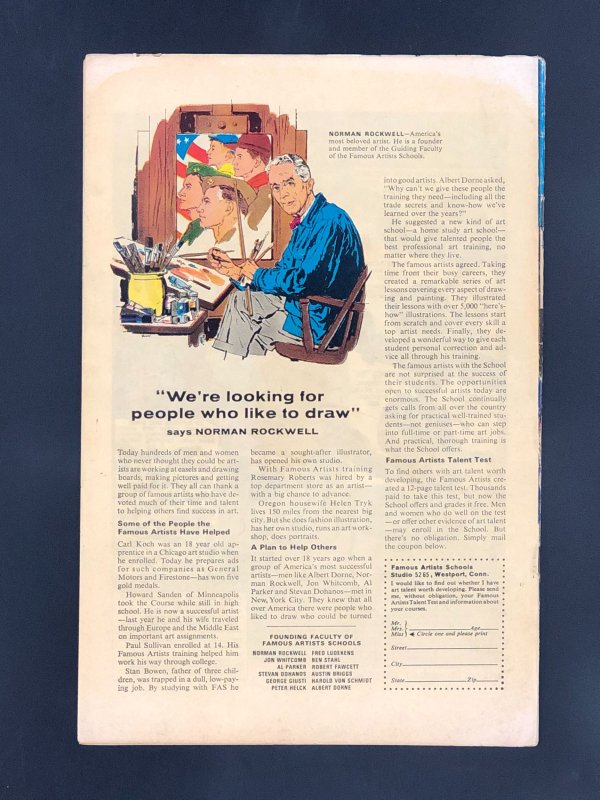 NORMAN ROCKWELL—America's
most beloved artist. He is a founder
and member of the Guiding Faculty
of the Famous Artists Schools.
"We're looking for
people who like to draw"
says NORMAN ROCKWELL
Today hundreds of men and women
who never thought they could be art-
ists are working at easels and drawing
boards, making pictures and getting
well paid for it. They all can thank a
group of famous artists who have de-
voted much of their time and talent
to helping others find success in art.
Some of the People the
Famous Artists Have Helped
Carl Koch was an 18 year old ap-
prentice in a Chicago art studio when
he enrolled. Today he prepares ads
for such companies as General
Motors and Firestone—has won five
gold medals.
Howard Sanden of Minneapolis
took the Course while still in high
school. He is now a successful artist
—last year he and his wife traveled
through Europe and the Middle East
on important art assignments.
Paul Sullivan enrolled at 14. His
Famous Artists training helped him
work his way through college.
Stan Bowen, father of three chil-
dren, was trapped in a dull, low-pay-
ing job. By studying with FAS he
became a sought-after illustrator,
has opened his own studio.
With Famous Artists training
Rosemary Roberts was hired by a
top department store as an artist—
with a big chance to advance.
Oregon housewife Helen Tryk
lives 150 miles from the nearest big
city. But she does fashion illustration,
has her own studio, runs an art work-
shop, does portraits.
A Plan to Help Others
It started over 18 years ago when a
group of America's most successful
artists—men like Albert Dorne, Nor-
man Rockwell, Jon Whitcomb, Al
Parker and Stevan Dohanos—met in
New York City. They knew that all
over America there were people who
liked to draw who could be turned
FOUNDING FACULTY OF
FAMOUS ARTISTS SCHOOLS
NORMAN ROCKWELL FRED LUDEKENS
JON WHITCOMB BEN STAHL
AL PARKER ROBERT FAWCETT
STEVAN DOHANOS AUSTIN BRIGGS
GEORGE GIUSTI HAROLD VON SCHMIDT
PETER HELCK ALBERT DORNE
into good artists. Albert Dorne asked,
"Why can't we give these people the
training they need—including all the
trade secrets and know-how we've
learned over the years?"
He suggested a new kind of art
school—a home study art school—
that would give talented people the
best professional art training, no
matter where they live.
The famous artists agreed. Taking
time from their busy careers, they
created a remarkable series of art
lessons covering every aspect of draw-
ing and painting. They illustrated
their lessons with over 5,000 "here's-
how" illustrations. The lessons start
from scratch and cover every skill a
top artist needs. Finally, they de-
veloped a wonderful way to give each
student personal correction and ad-
vice all through his training.
The famous artists with the School
are not surprised at the success of
their students. The opportunities
open to successful artists today are
enormous. The School continually
gets calls from all over the country
asking for practical well-trained stu-
dents—not geniuses—who can step
into full-time or part-time art jobs.
And practical, thorough training is
what the School offers.
Famous Artists Talent Test
To find others with art talent worth
developing, the Famous Artists cre-
ated a 12-page talent test. Thousands
paid to take this test, but now the
School offers and grades it free. Men
and women who do well on the test
—or offer other evidence of art talent
—may enroll in the School. But
there's no obligation. Simply mail
the coupon below.
Famous Artists Schools
Studio 5265, Westport, Conn.
I would like to find out whether I have
art talent worth developing. Please send
me, without obligation, your Famous
Artists Talent Test and information about
your courses.
Mr.
Mrs. Age
Miss Circle one and please print
Street
City
State Zip